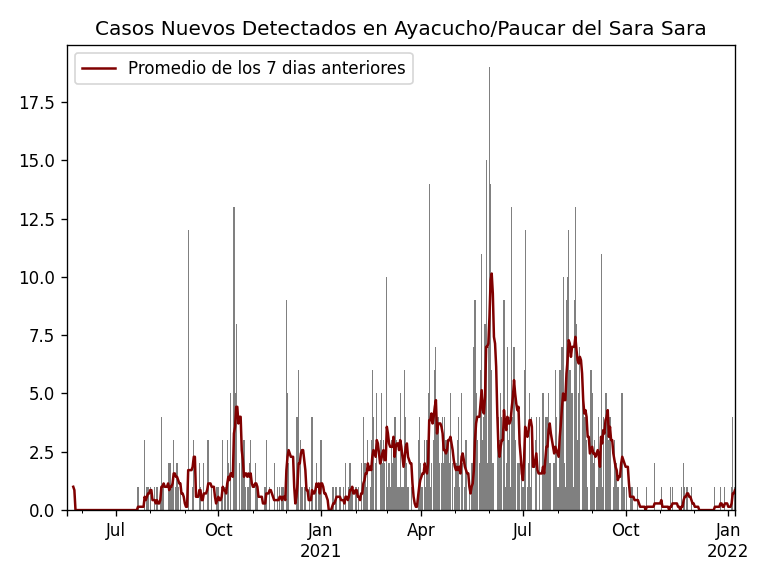 Casos Nuevos Detectados en Ayacucho/Paucar del Sara Sara
Promedio de los 7 dias anteriores
17.5
15.0
12.5
10.0
7.5
5.0
2.5
0.0
Jul
Oct
Jan
2021
Apr
Jul
Oct
Jan
2022